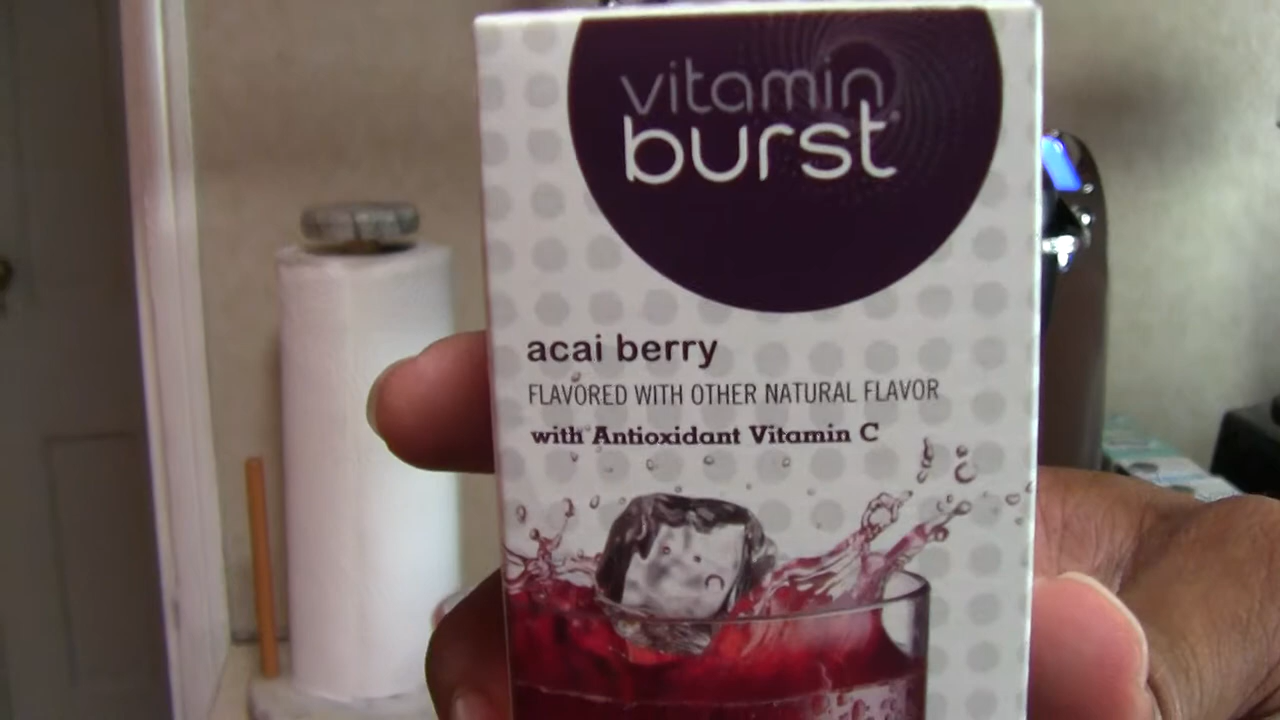 vitamin
burst
acai berry
FLAVORED WITH OTHER NATURAL FLAVOR
with Antioxidant Vitamin C